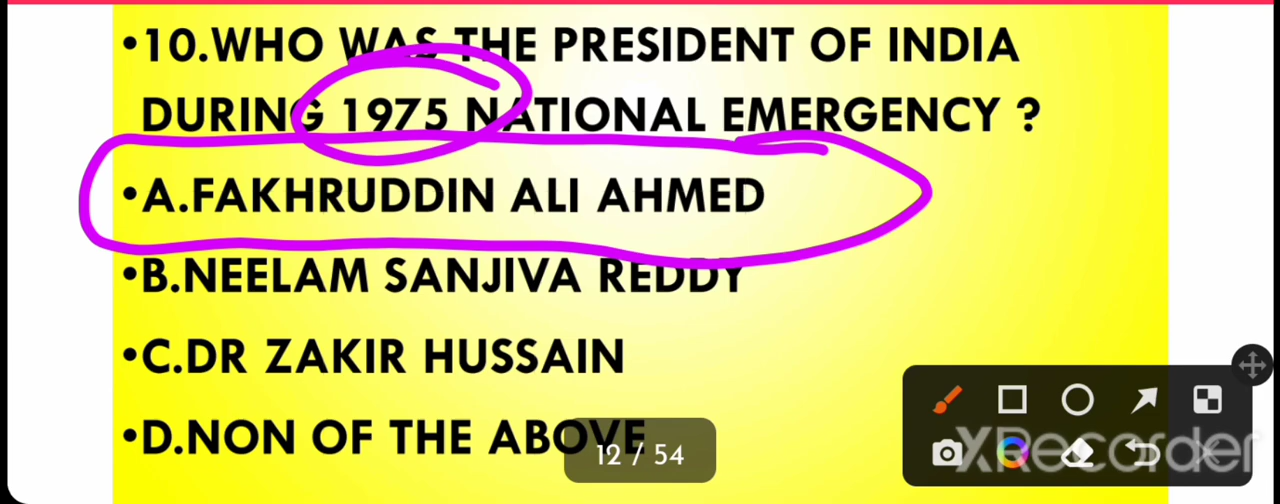 •10.WHO WAS THE PRESIDENT OF INDIA
DURING 1975 NATIONAL EMERGENCY ?
•A.FAKHRUDDIN ALI AHMED
•B.NEELAM SANJIVA REDDY
•C.DR ZAKIR HUSSAIN
•D.NON OF THE ABOVE
12 / 54
XRecorder